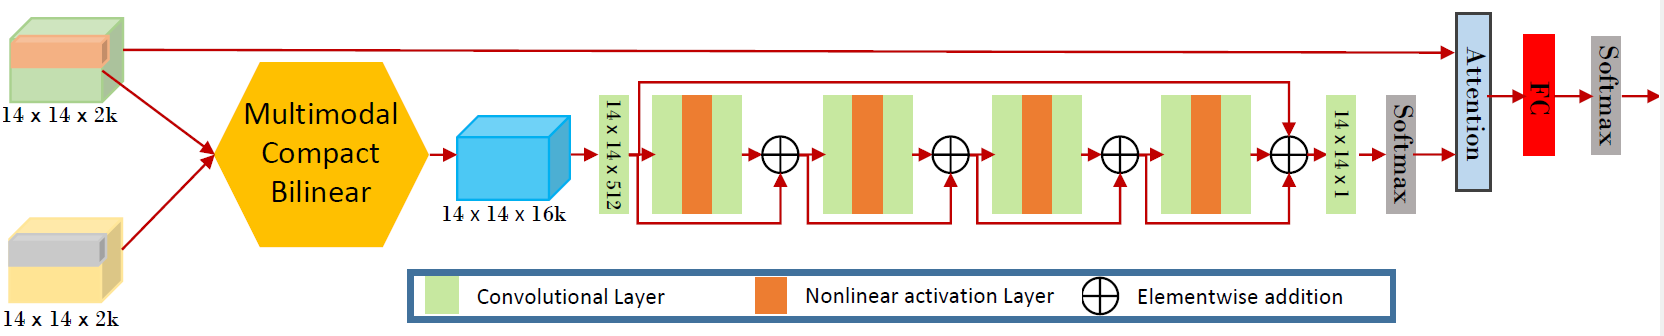 14 x 14 x 2k
14 x 14 x 2k
Multimodal
Compact
Bilinear
14 x 14 x 16k
14 x 14 x 512
14 x 14 x 1
Softmax
Attention
FC
Softmax
Convolutional Layer
Nonlinear activation Layer
Elementwise addition